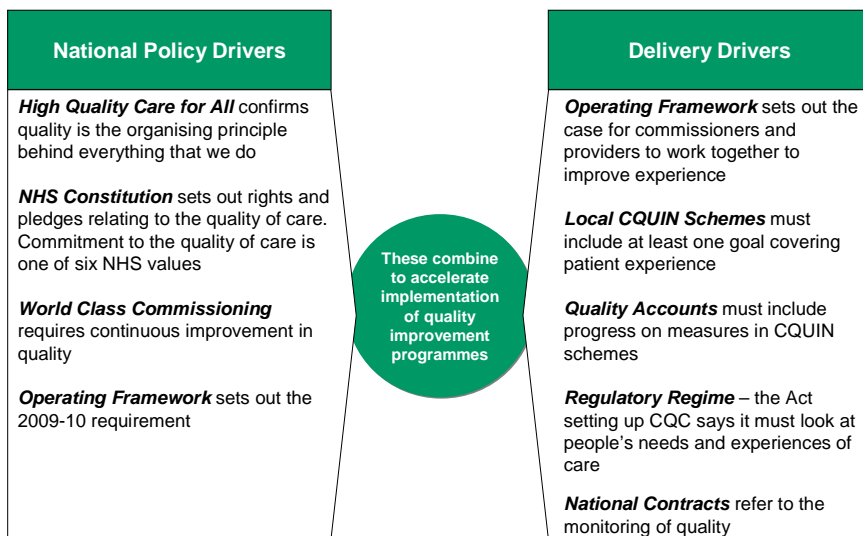 National Policy Drivers
High Quality Care for All confirms
quality is the organising principle
behind everything that we do
NHS Constitution sets out rights and
pledges relating to the quality of care.
Commitment to the quality of care is
one of six NHS values
World Class Commissioning
requires continuous improvement in
quality
Operating Framework sets out the
2009-10 requirement
These combine
to accelerate
implementation
of quality
improvement
programmes
Delivery Drivers
Operating Framework sets out the
case for commissioners and
providers to work together to
improve experience
Local CQUIN Schemes must
include at least one goal covering
patient experience
Quality Accounts must include
progress on measures in CQUIN
schemes
Regulatory Regime – the Act
setting up CQC says it must look at
people's needs and experiences of
care
National Contracts refer to the
monitoring of quality